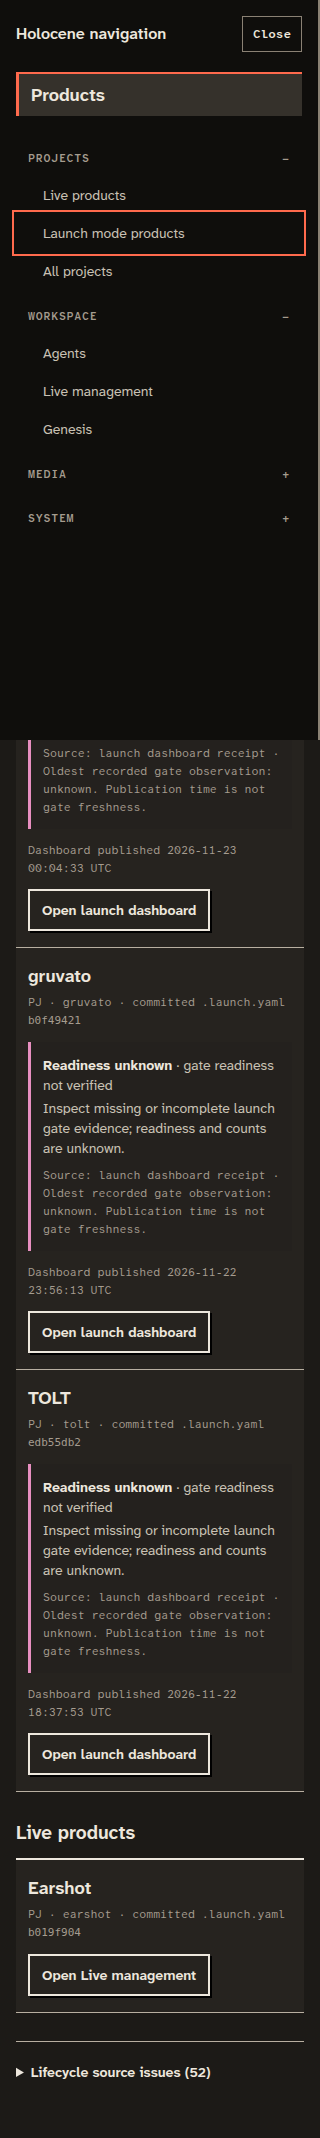 Holocene navigation
Close
Products
PROJECTS −
Live products
Launch mode products
All projects
WORKSPACE −
Agents
Live management
Genesis
MEDIA +
SYSTEM +
Source: launch dashboard receipt ·
Oldest recorded gate observation:
unknown. Publication time is not
gate freshness.
Dashboard published 2026-11-23
00:04:33 UTC
Open launch dashboard
gruvato
PJ · gruvato · committed .launch.yaml
b0f49421
Readiness unknown · gate readiness
not verified
Inspect missing or incomplete launch
gate evidence; readiness and counts
are unknown.
Source: launch dashboard receipt ·
Oldest recorded gate observation:
unknown. Publication time is not
gate freshness.
Dashboard published 2026-11-22
23:56:13 UTC
Open launch dashboard
TOLT
PJ · tolt · committed .launch.yaml
edb55db2
Readiness unknown · gate readiness
not verified
Inspect missing or incomplete launch
gate evidence; readiness and counts
are unknown.
Source: launch dashboard receipt ·
Oldest recorded gate observation:
unknown. Publication time is not
gate freshness.
Dashboard published 2026-11-22
18:37:53 UTC
Open launch dashboard
Live products
Earshot
PJ · earshot · committed .launch.yaml
b019f904
Open Live management
▶ Lifecycle source issues (52)